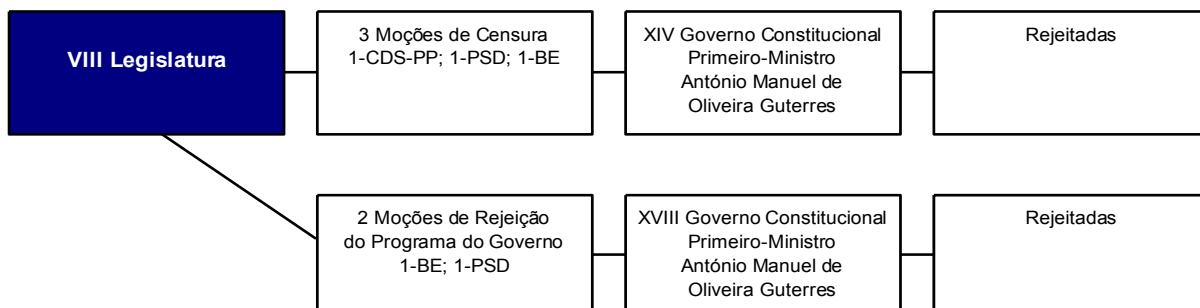 VIII Legislatura
3 Moções de Censura
1-CDS-PP; 1-PSD; 1-BE
XIV Governo Constitucional
Primeiro-Ministro
António Manuel de
Oliveira Guterres
Rejeitadas
2 Moções de Rejeição
do Programa do Governo
1-BE; 1-PSD
XVIII Governo Constitucional
Primeiro-Ministro
António Manuel de
Oliveira Guterres
Rejeitadas